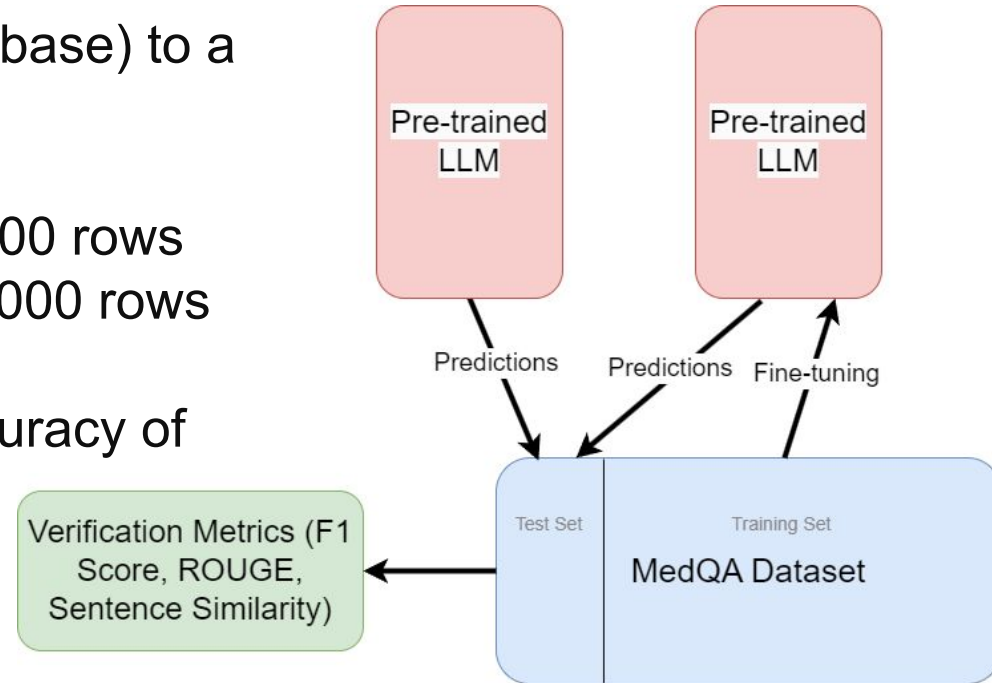 base) to a
00 rows
000 rows
uracy of
Pre-trained
LLM
Pre-trained
LLM
Predictions
Predictions
Fine-tuning
Test Set
Training Set
MedQA Dataset
Verification Metrics (F1
Score, ROUGE,
Sentence Similarity)